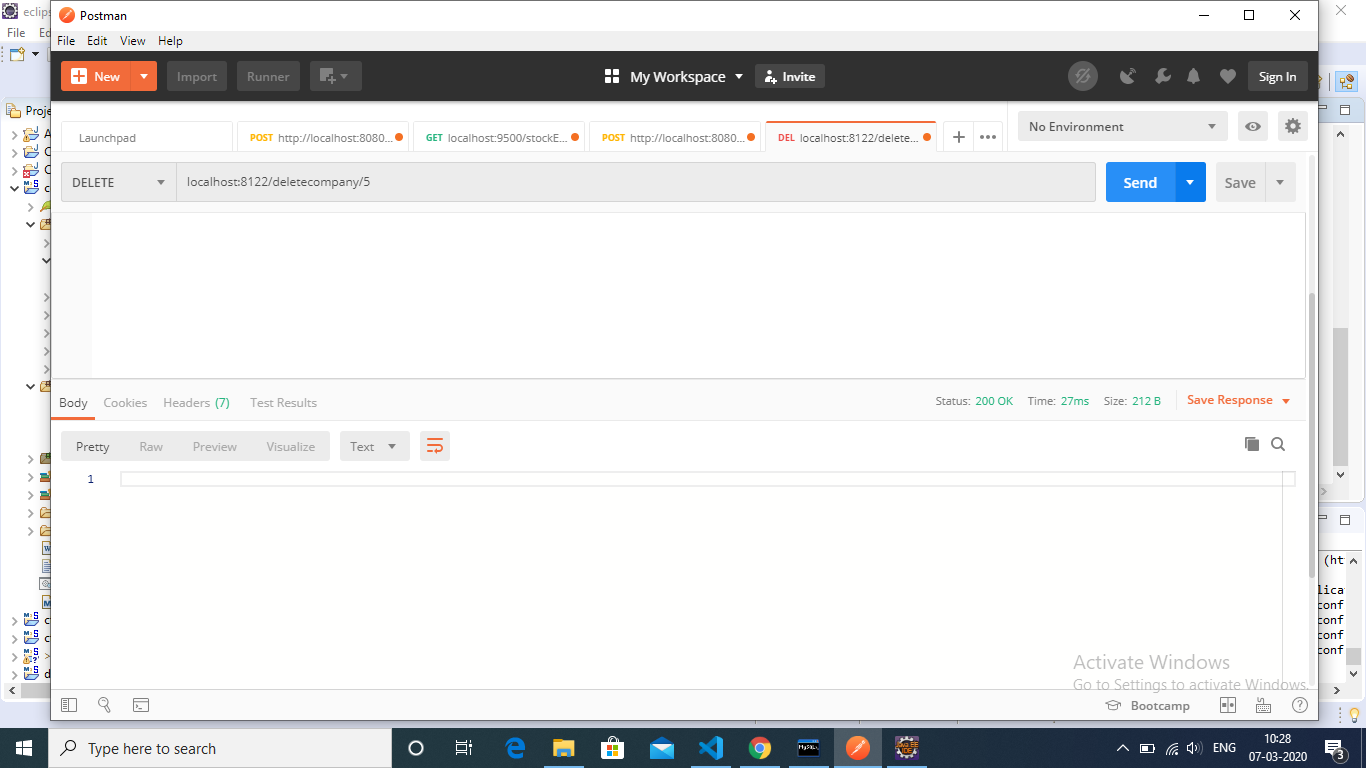 eclips
Postman
File Ed
File Edit View Help
New Import Runner My Workspace Invite Sign In
Proje
Launchpad POST http://localhost:8080... GET localhost:9500/stockE... POST http://localhost:8080... DEL localhost:8122/delete... + ••• No Environment
DELETE localhost:8122/deletecompany/5 Send Save
Body Cookies Headers (7) Test Results Status: 200 OK Time: 27ms Size: 212 B Save Response
Pretty Raw Preview Visualize Text
1
(ht
lica
conf
conf
conf
conf
Activate Windows
Go to Settings to activate Windows.
Bootcamp
Type here to search
MySQL
JAVA EE
IDE
ENG
10:28
07-03-2020
3